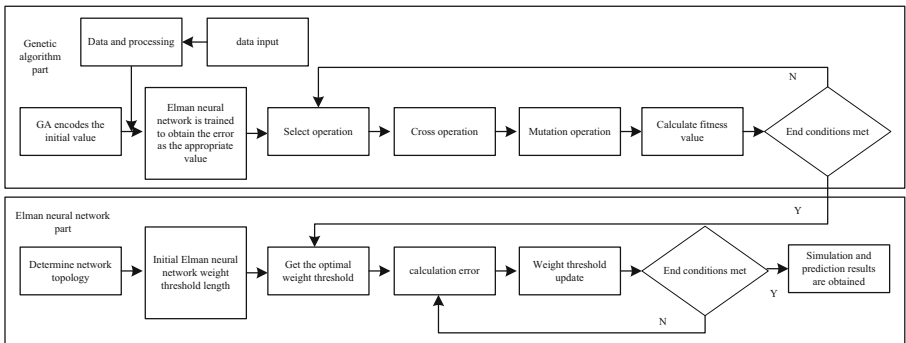 Genetic
algorithm part
Data and processing
data input
N
GA encodes the
initial value
Elman neural
network is trained
to obtain the error
as the appropriate
value
Select operation
Cross operation
Mutation operation
Calculate fitness
value
End conditions met
Y
Elman neural network
part
Determine network
topology
Initial Elman neural
network weight
threshold length
Get the optimal
weight threshold
calculation error
Weight threshold
update
End conditions met
Y
Simulation and
prediction results
are obtained
N